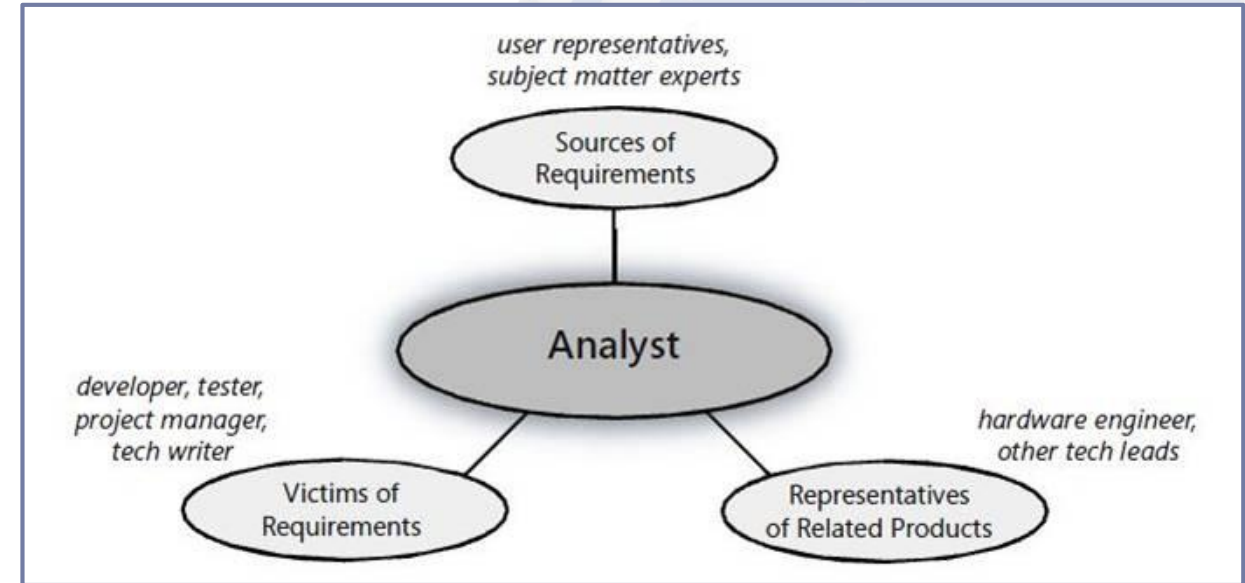 user representatives,
subject matter experts
Sources of
Requirements
Analyst
developer, tester,
project manager,
tech writer
Victims of
Requirements
hardware engineer,
other tech leads
Representatives
of Related Products